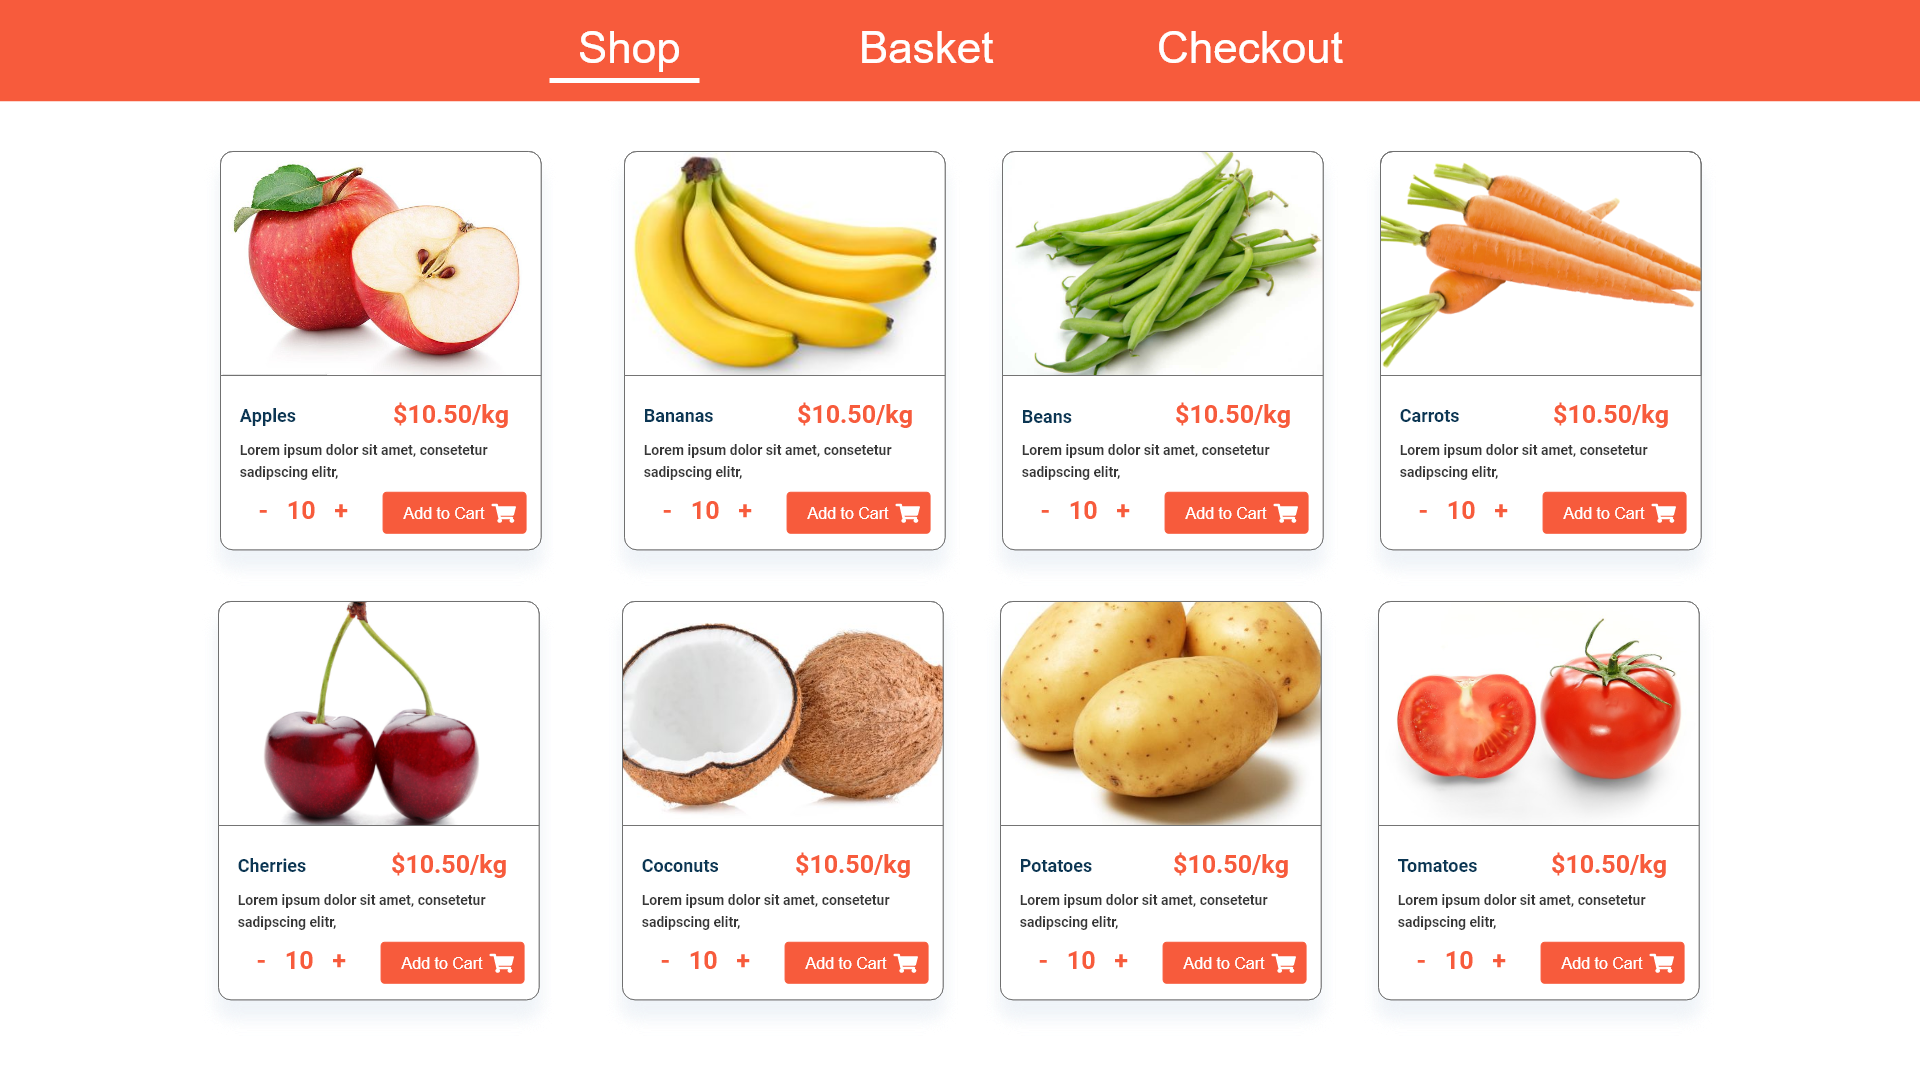 Shop Basket Checkout
Apples $10.50/kg
Lorem ipsum dolor sit amet, consetetur
sadipscing elitr,
- 10 + Add to Cart
Bananas $10.50/kg
Lorem ipsum dolor sit amet, consetetur
sadipscing elitr,
- 10 + Add to Cart
Beans $10.50/kg
Lorem ipsum dolor sit amet, consetetur
sadipscing elitr,
- 10 + Add to Cart
Carrots $10.50/kg
Lorem ipsum dolor sit amet, consetetur
sadipscing elitr,
- 10 + Add to Cart
Cherries $10.50/kg
Lorem ipsum dolor sit amet, consetetur
sadipscing elitr,
- 10 + Add to Cart
Coconuts $10.50/kg
Lorem ipsum dolor sit amet, consetetur
sadipscing elitr,
- 10 + Add to Cart
Potatoes $10.50/kg
Lorem ipsum dolor sit amet, consetetur
sadipscing elitr,
- 10 + Add to Cart
Tomatoes $10.50/kg
Lorem ipsum dolor sit amet, consetetur
sadipscing elitr,
- 10 + Add to Cart